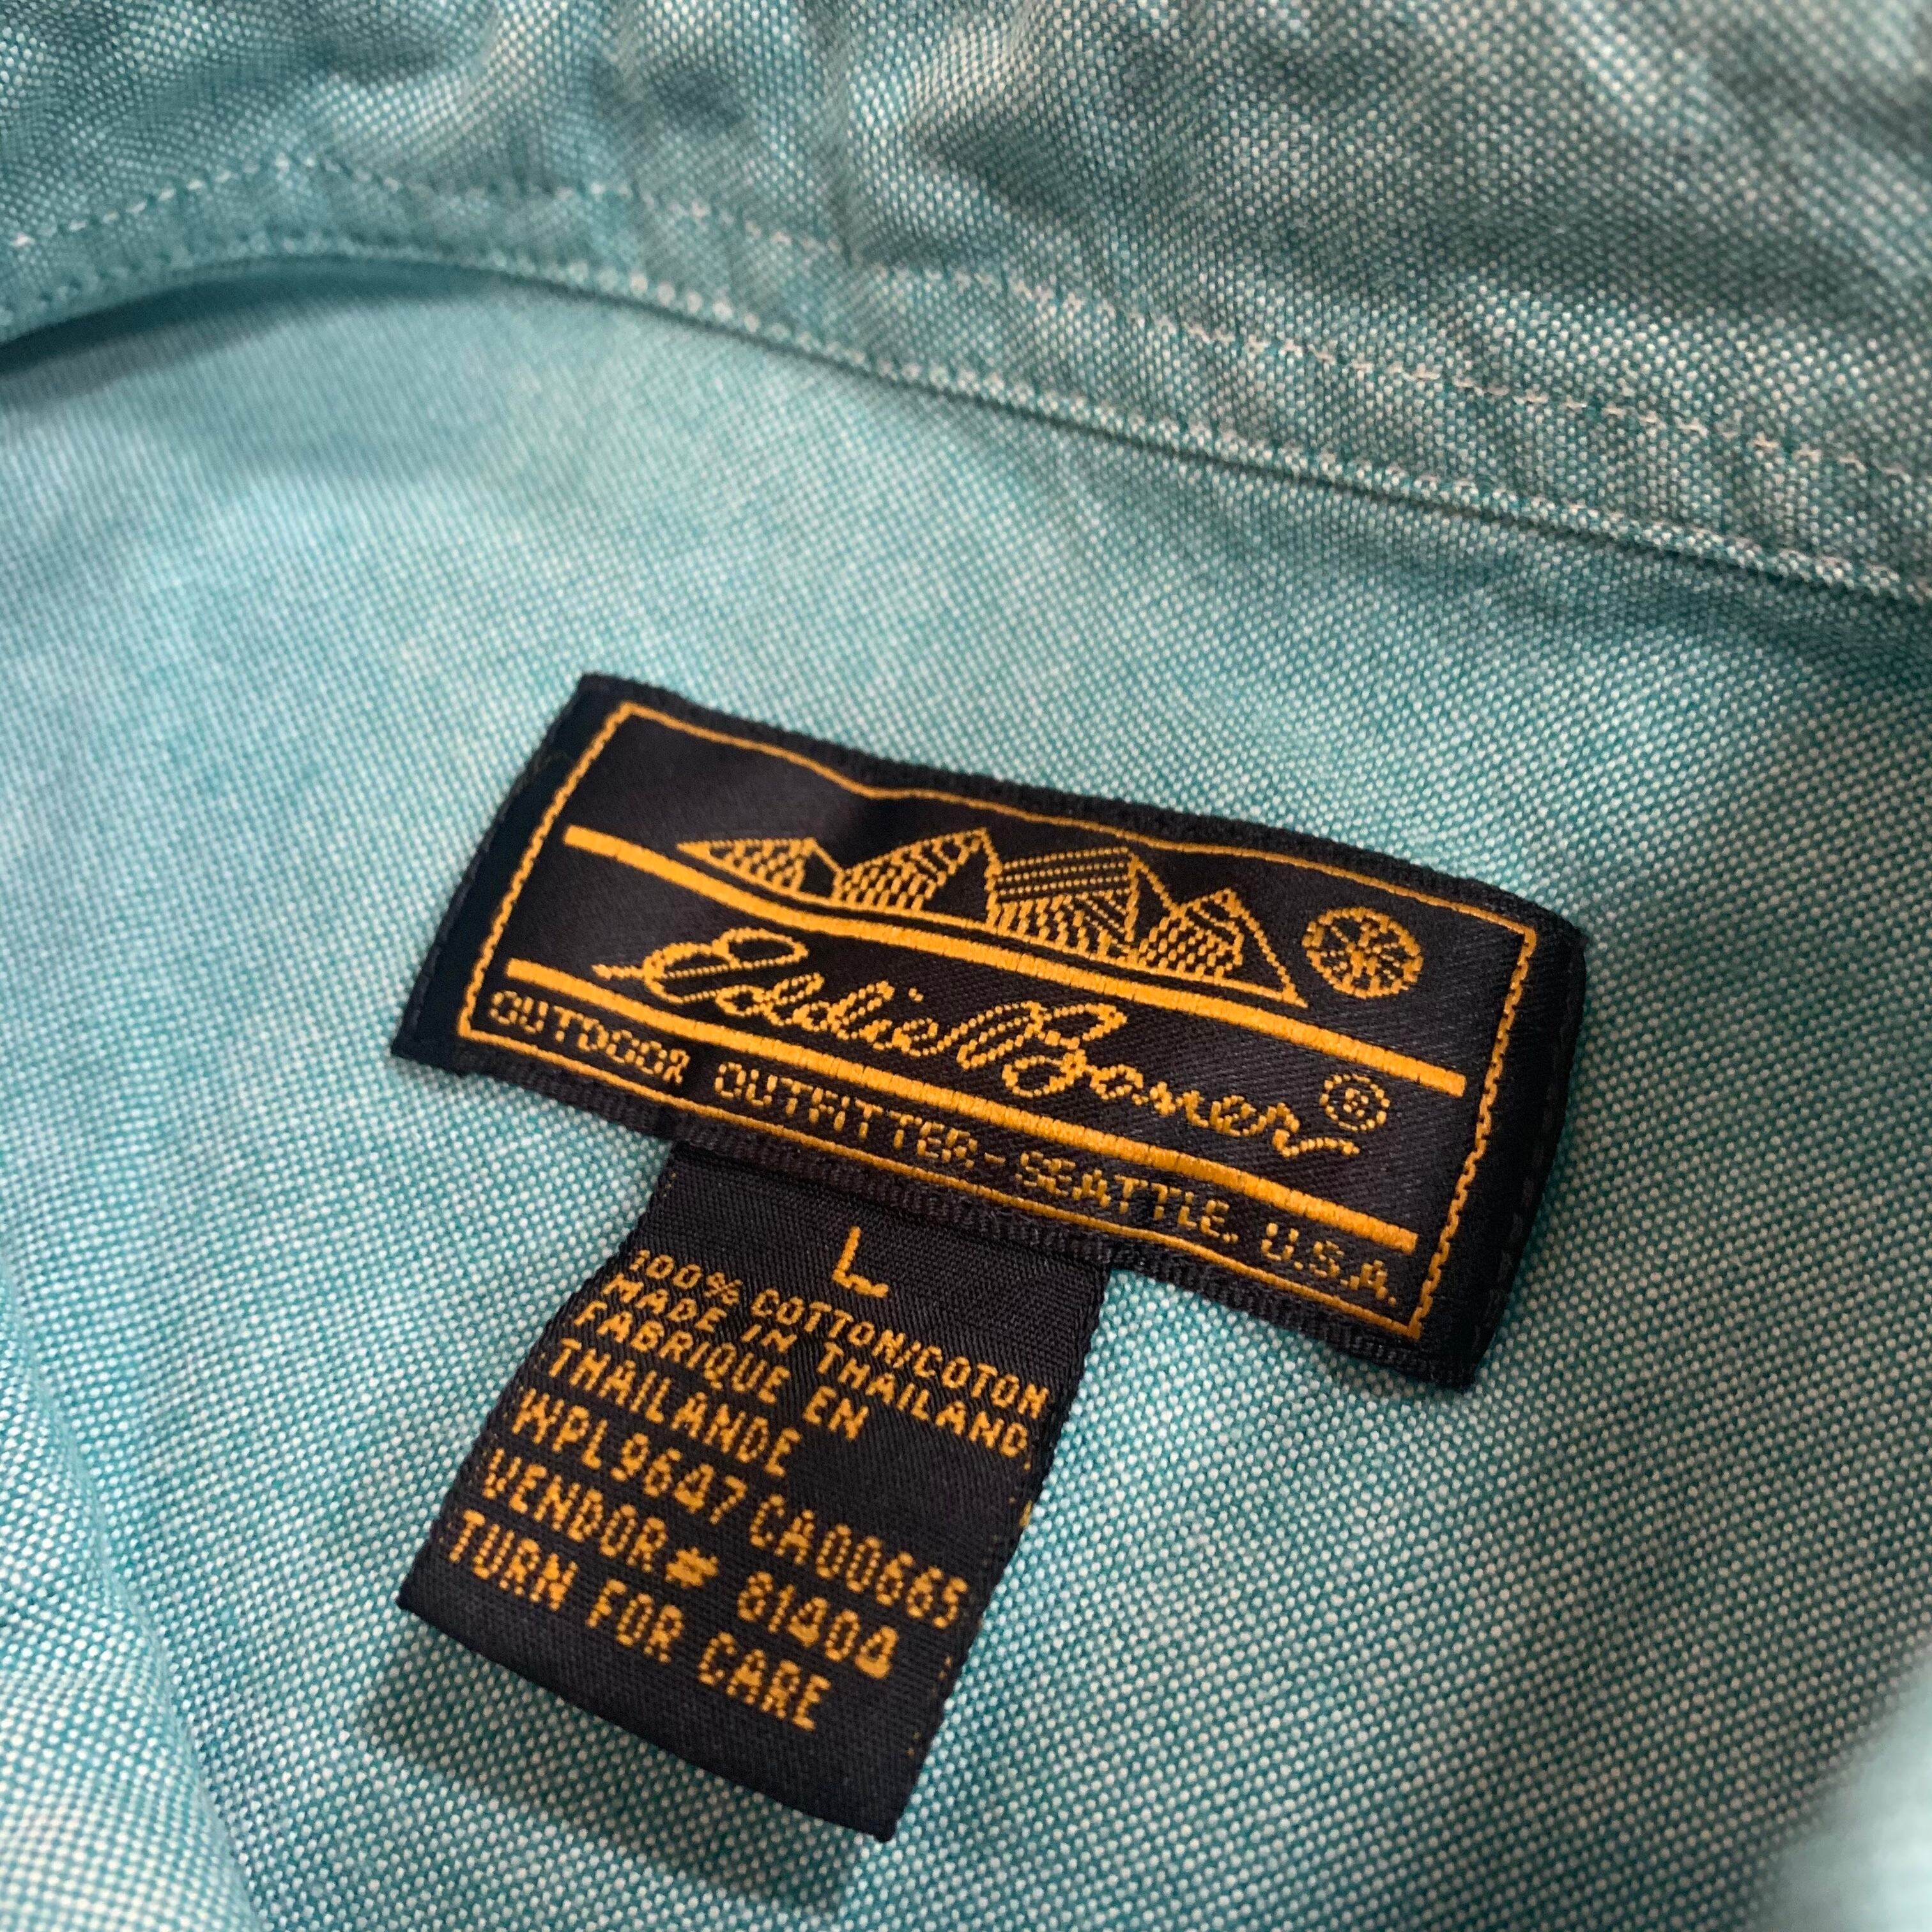 Eddie Bauer®
OUTDOOR OUTFITTER-SEATTLE, U.S.A.
L
100% COTTON/COTON
MADE IN THAILAND
FABRIQUE EN
THAILANDE
WPL9647 CA00665
VENDOR# 81404
TURN FOR CARE